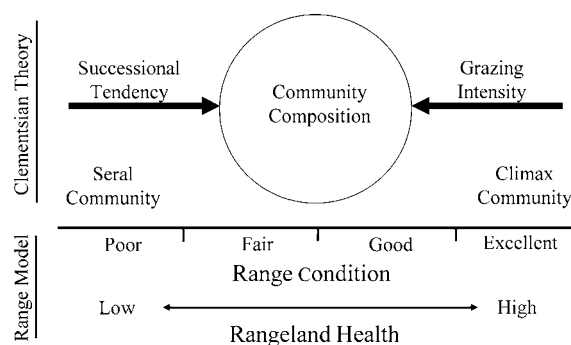 Clementsian Theory
Successional
Tendency
Community
Composition
Grazing
Intensity
Seral
Community
Climax
Community
Range Model
Poor
Fair
Good
Excellent
Range Condition
Low
High
Rangeland Health